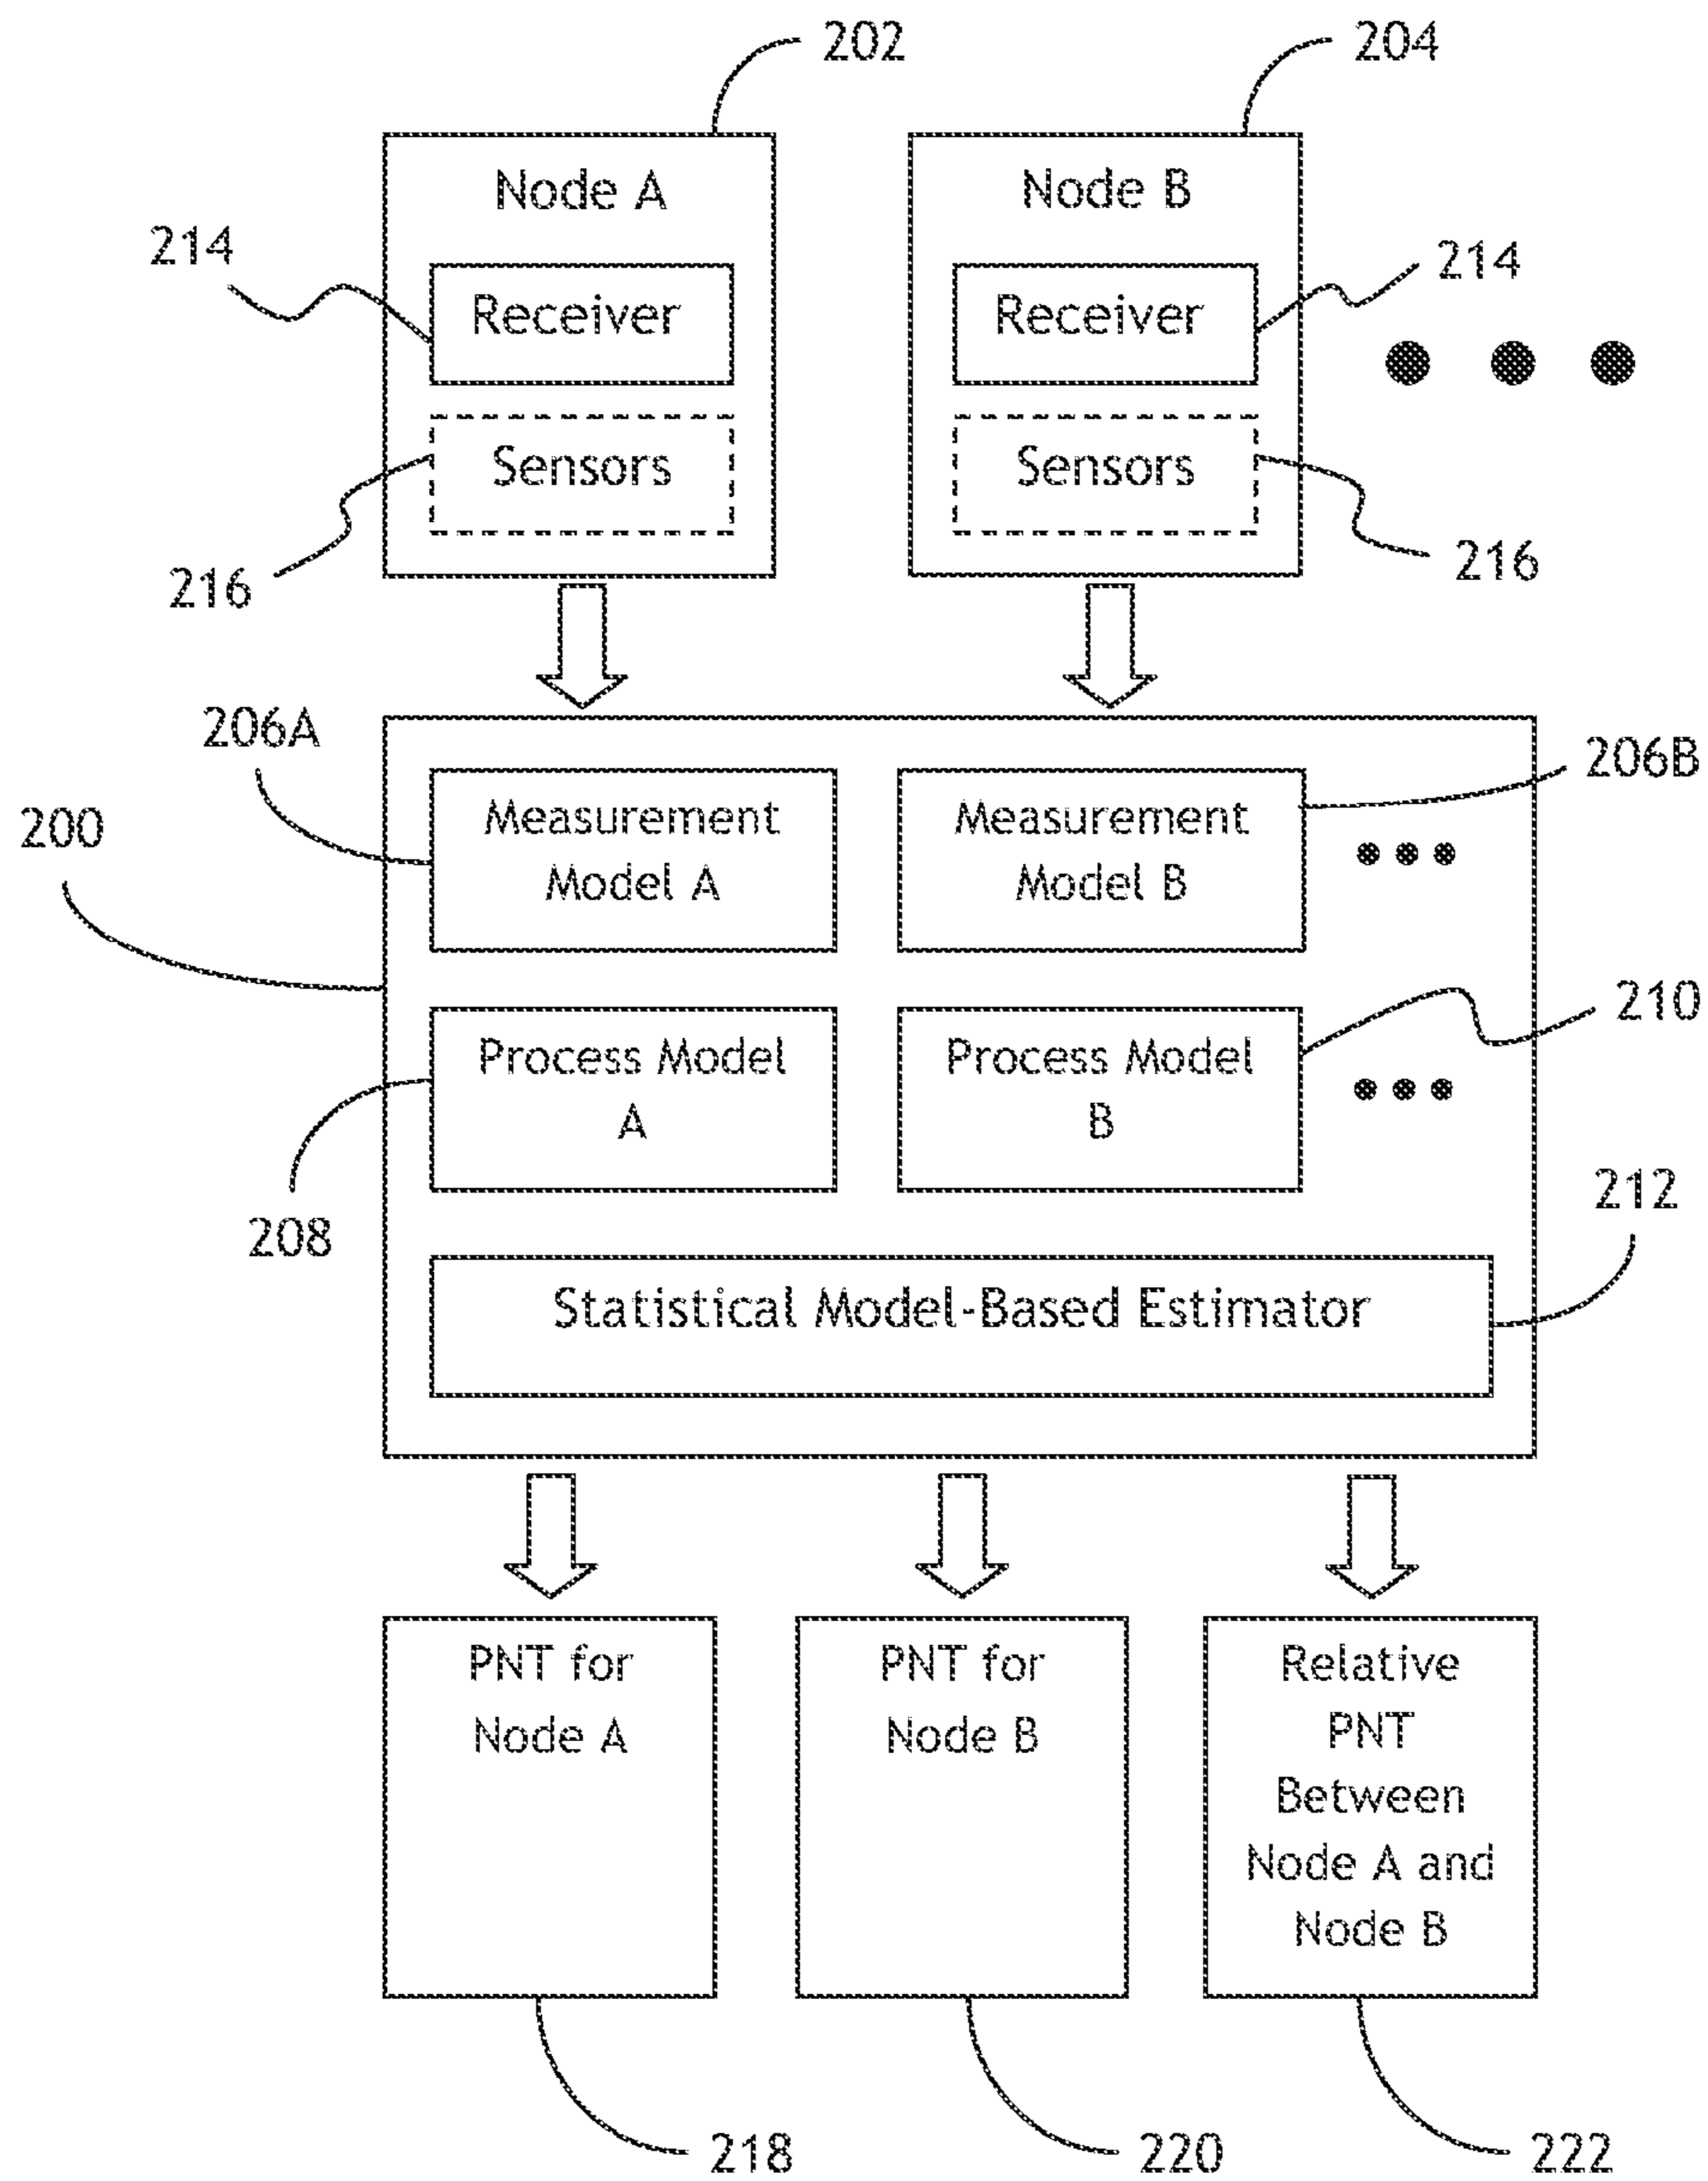 202
204
Node A
Node B
214
Receiver
Receiver
214
Sensors
Sensors
216
216
206A
206B
200
Measurement
Model A
Measurement
Model B
210
Process Model
A
Process Model
B
208
212
Statistical Model-Based Estimator
PNT for
Node A
PNT for
Node B
Relative
PNT
Between
Node A and
Node B
218
220
222